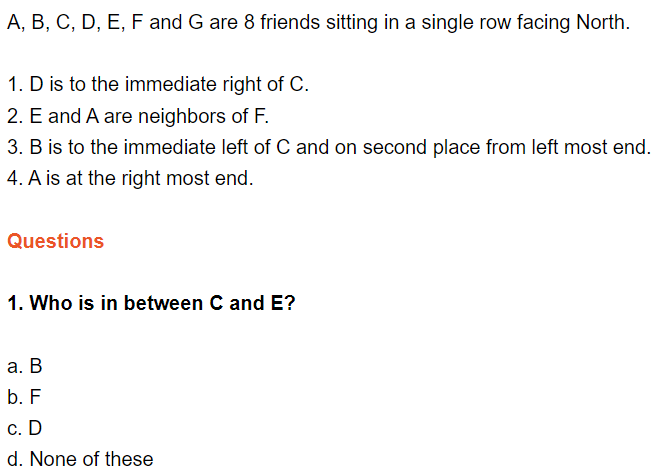 A, B, C, D, E, F and G are 8 friends sitting in a single row facing North.
1. D is to the immediate right of C.
2. E and A are neighbors of F.
3. B is to the immediate left of C and on second place from left most end.
4. A is at the right most end.
Questions
1. Who is in between C and E?
a. B
b. F
c. D
d. None of these